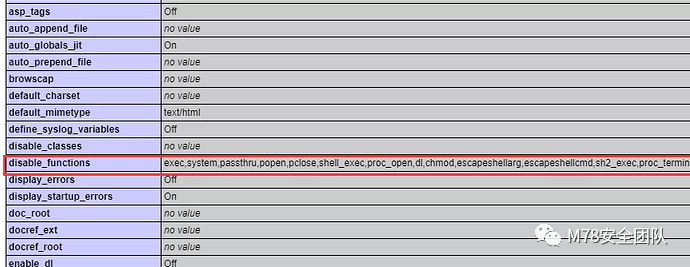 asp_tags Off
auto_append_file no value
auto_globals_jit On
auto_prepend_file no value
browscap no value
default_charset no value
default_mimetype text/html
define_syslog_variables Off
disable_classes no value
disable_functions exec,system,passthru,popen,pclose,shell_exec,proc_open,dl,chmod,escapeshellarg,escapeshellcmd,sh2_exec,proc_termin
display_errors Off
display_startup_errors On
doc_root no value
docref_ext no value
docref_root no value
enable_dl Off
M78安全团队